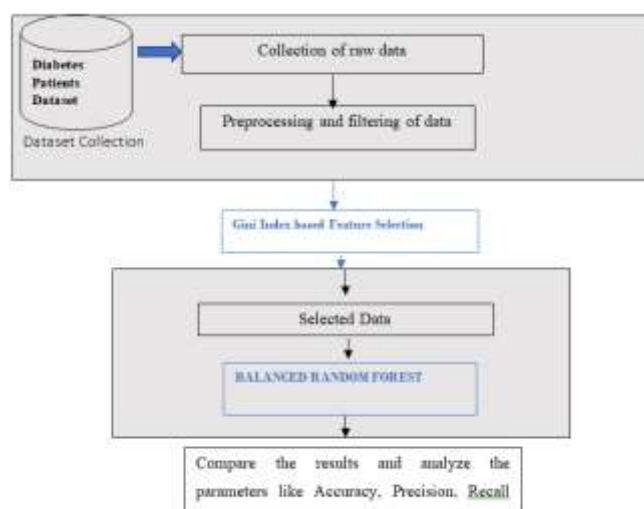 Diabetes
Patients
Dataset
Dataset Collection
Collection of raw data
Preprocessing and filtering of data
Gini Index based Feature Selection
Selected Data
BALANCED RANDOM FOREST
Compare the results and analyze the
parameters like Accuracy, Precision, Recall